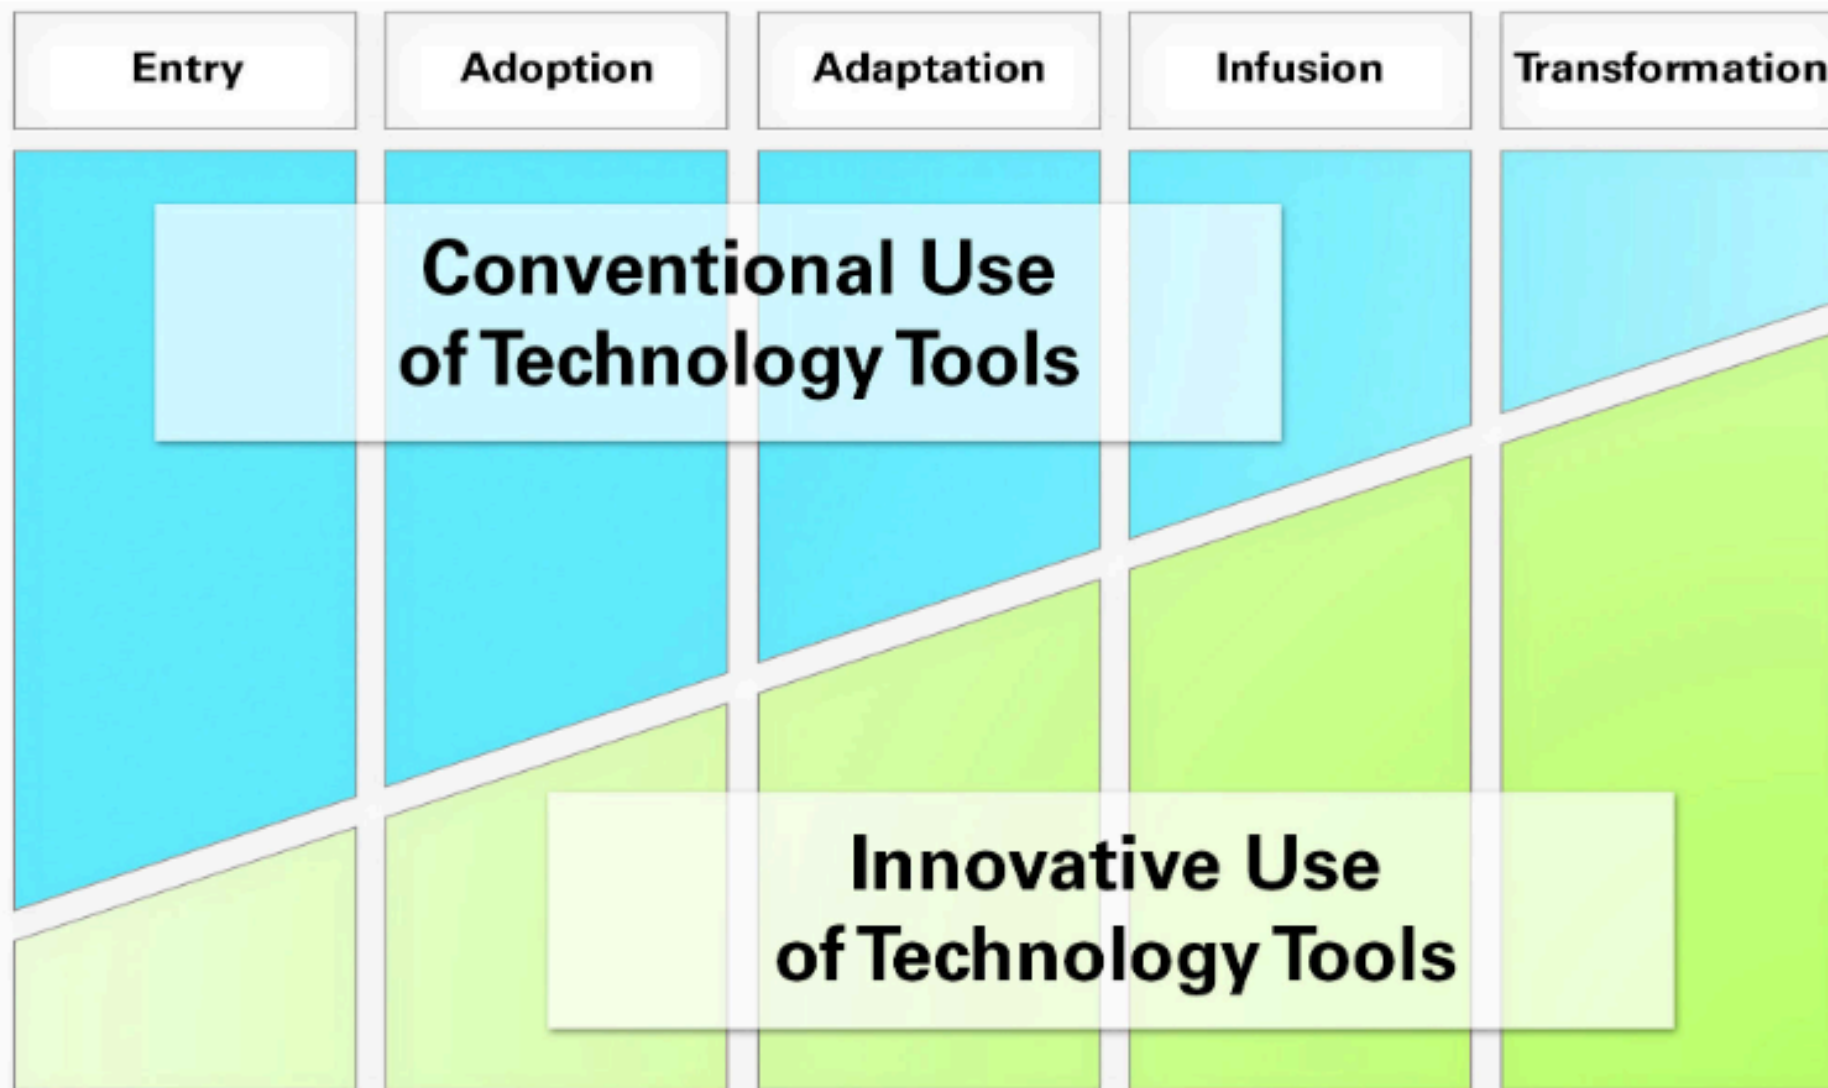 Entry Adoption Adaptation Infusion Transformation
Conventional Use
of Technology Tools
Innovative Use
of Technology Tools